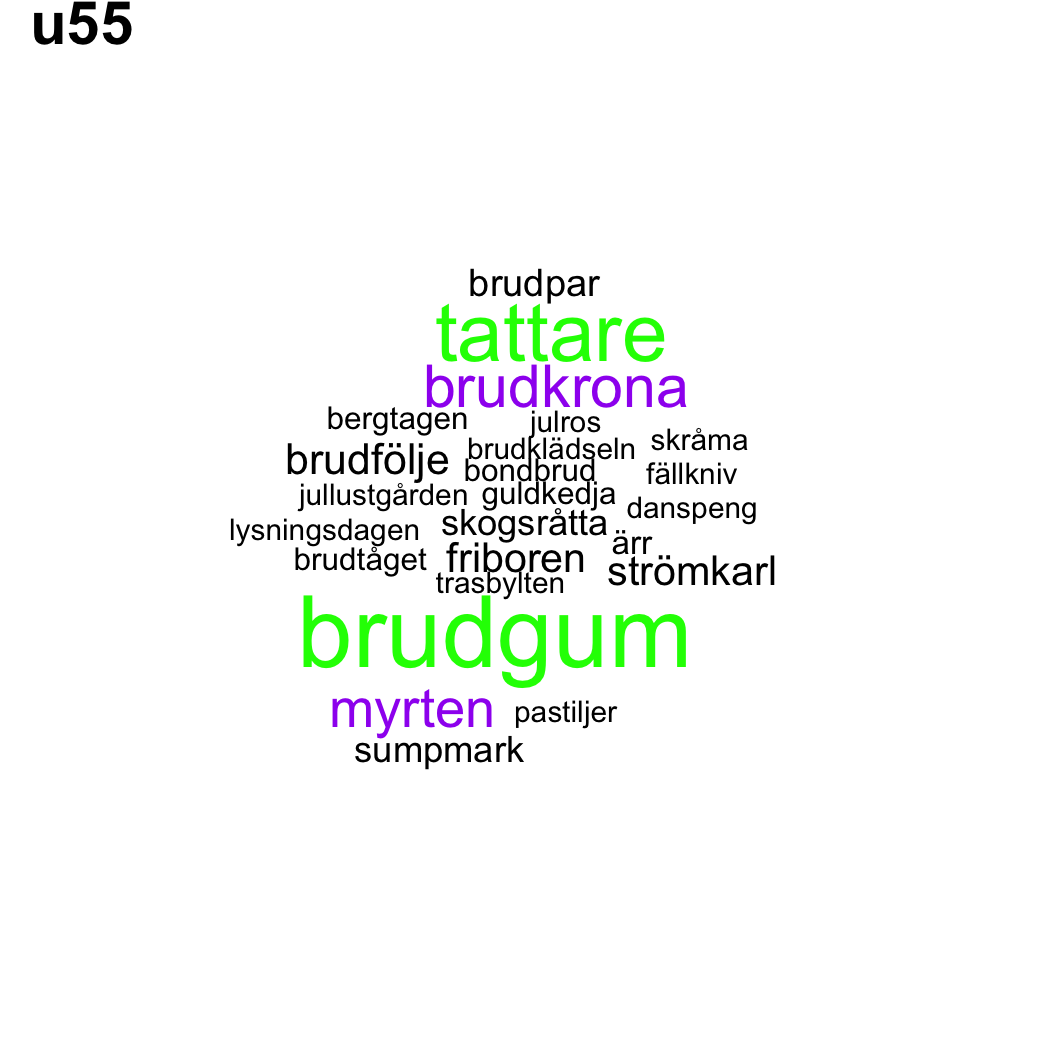 u55
brudpar
tattare
brudkrona
bergtagen julros
brudfölje brudklädseln skråma
bondbrud fällkniv
jullustgården guldkedja danspeng
lysningsdagen skogsråtta ärr
brudtåget friboren strömkarl
trasbylten
brudgum
myrten pastiljer
sumpmark